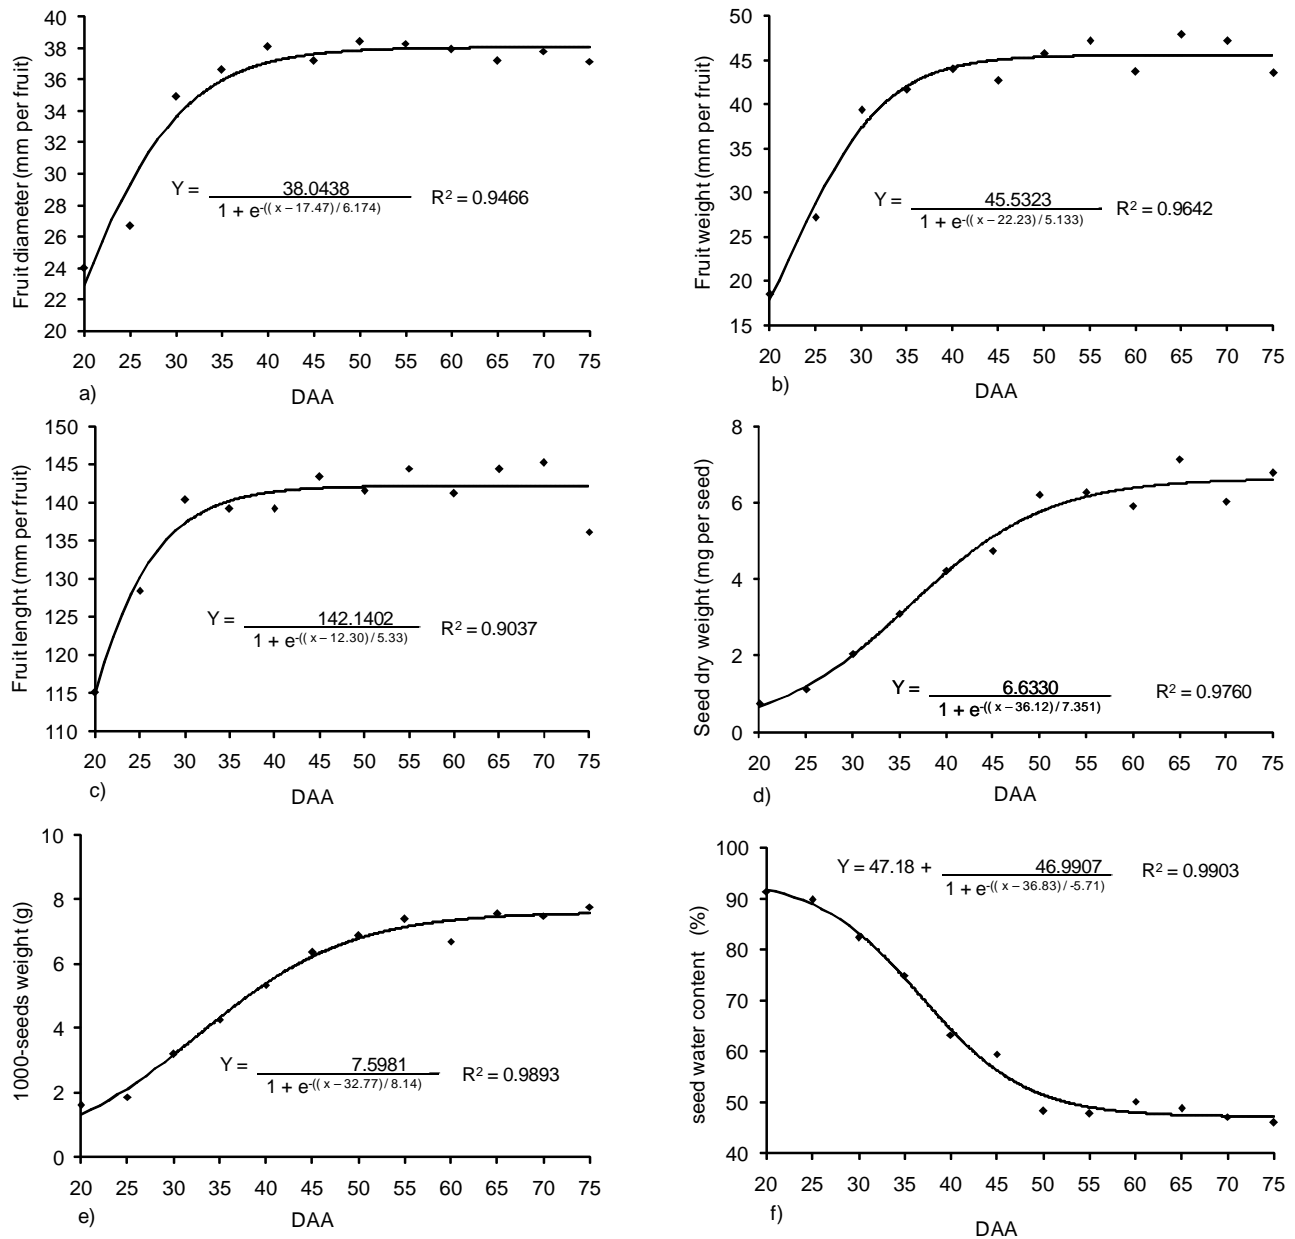 40
38
36
34
32
30
28
26
24
22
20
Fruit diameter (mm per fruit)
Y = 38.0438 / 1 + e-((x – 17.47) / 6.174) R² = 0.9466
20 25 30 35 40 45 50 55 60 65 70 75
a)
DAA
50
45
40
35
30
25
20
15
Fruit weight (mm per fruit)
Y = 45.5323 / 1 + e-((x – 22.23) / 5.133) R² = 0.9642
20 25 30 35 40 45 50 55 60 65 70 75
b)
DAA
150
145
140
135
130
125
120
115
110
Fruit lenght (mm per fruit)
Y = 142.1402 / 1 + e-((x – 12.30) / 5.33) R² = 0.9037
20 25 30 35 40 45 50 55 60 65 70 75
c)
DAA
8
6
4
2
0
Seed dry weight (mg per seed)
Y = 6.6330 / 1 + e-((x – 36.12) / 7.351) R² = 0.9760
20 25 30 35 40 45 50 55 60 65 70 75
d)
DAA
10
8
6
4
2
0
1000-seeds weight (g)
Y = 7.5981 / 1 + e-((x – 32.77) / 8.14) R² = 0.9893
20 25 30 35 40 45 50 55 60 65 70 75
e)
DAA
100
90
80
70
60
50
40
seed water content (%)
Y = 47.18 + 46.9907 / 1 + e-((x – 36.83) / -5.71) R² = 0.9903
20 25 30 35 40 45 50 55 60 65 70 75
f)
DAA